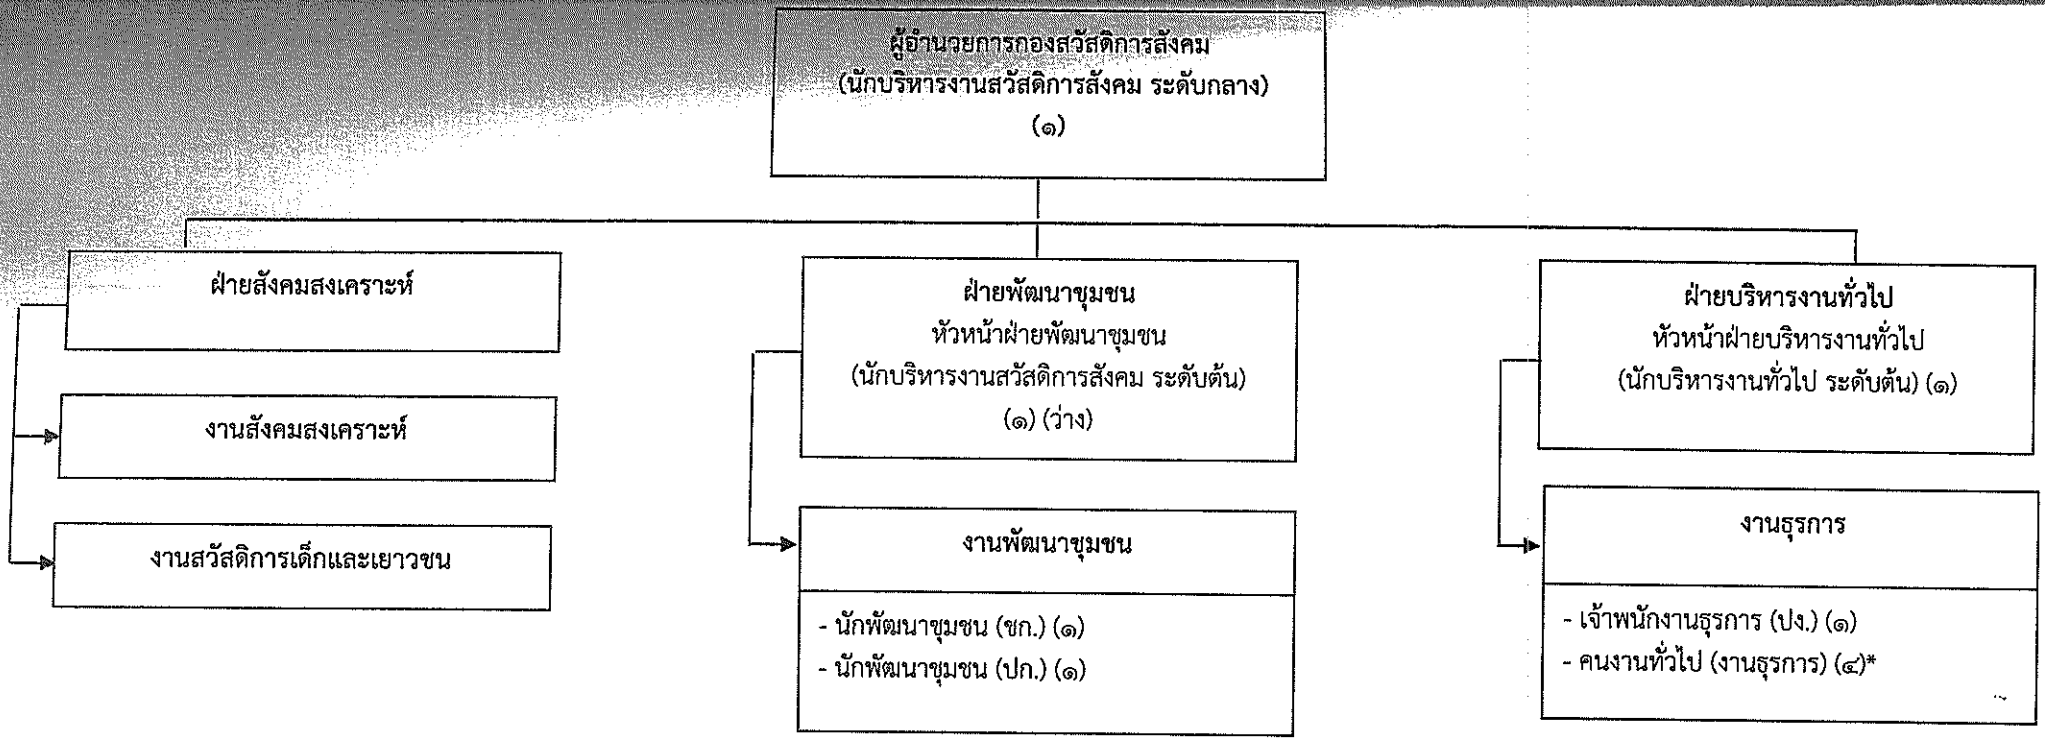 ผู้อำนวยการกองสวัสดิการสังคม
(นักบริหารงานสวัสดิการสังคม ระดับกลาง)
(๑)
ฝ่ายสังคมสงเคราะห์
งานสังคมสงเคราะห์
งานสวัสดิการเด็กและเยาวชน
ฝ่ายพัฒนาชุมชน
หัวหน้าฝ่ายพัฒนาชุมชน
(นักบริหารงานสวัสดิการสังคม ระดับต้น)
(๑) (ว่าง)
งานพัฒนาชุมชน
- นักพัฒนาชุมชน (ชก.) (๑)
- นักพัฒนาชุมชน (ปก.) (๑)
ฝ่ายบริหารงานทั่วไป
หัวหน้าฝ่ายบริหารงานทั่วไป
(นักบริหารงานทั่วไป ระดับต้น) (๑)
งานธุรการ
- เจ้าพนักงานธุรการ (ปง.) (๑)
- คนงานทั่วไป (งานธุรการ) (๔)*